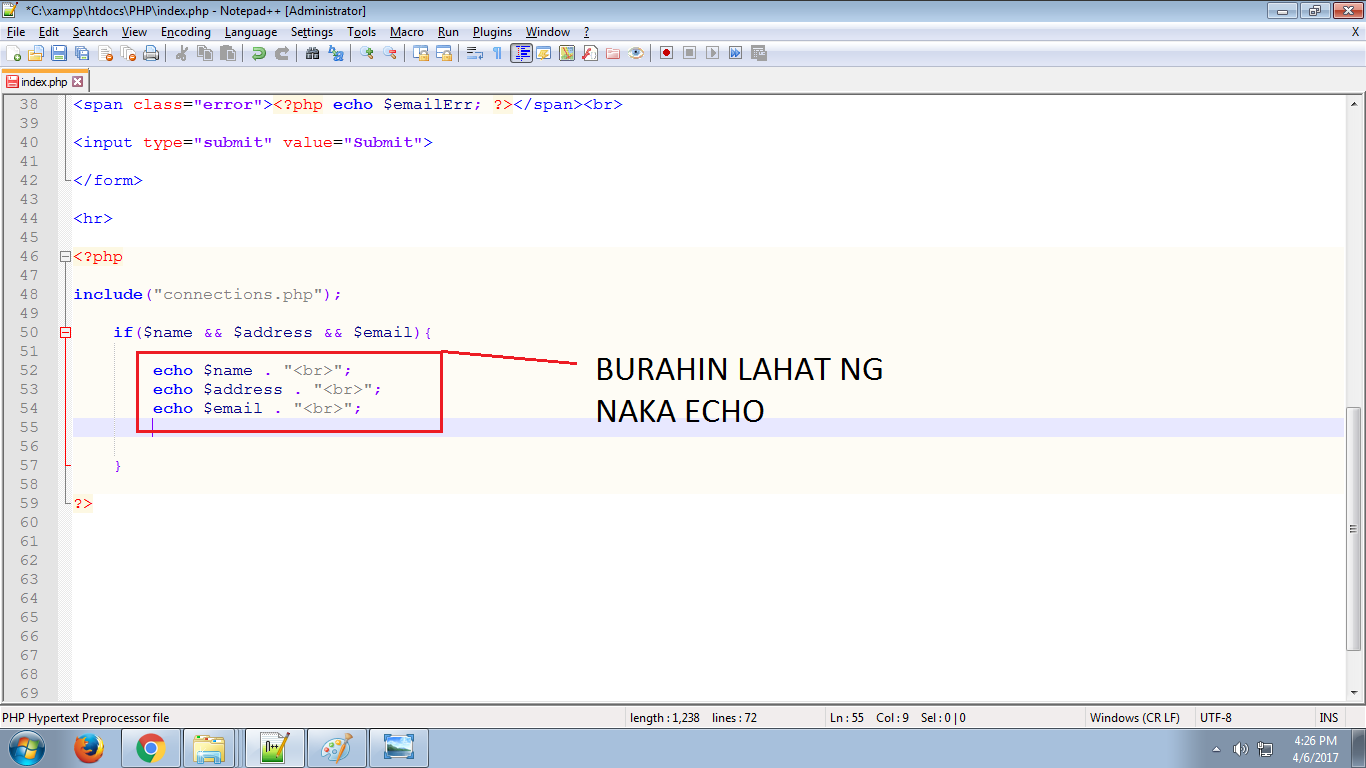 *C:\xampp\htdocs\PHP\index.php - Notepad++ [Administrator]
File Edit Search View Encoding Language Settings Tools Macro Run Plugins Window ? X
index.php
38 <span class="error"><?php echo $emailErr; ?></span><br>
39
40 <input type="submit" value="Submit">
41
42 </form>
43
44 <hr>
45
46 <?php
47
48 include("connections.php");
49
50 if($name && $address && $email){
51
52 echo $name . "<br>";
53 echo $address . "<br>";
54 echo $email . "<br>";
55
56
57 }
58
59 ?>
60
61
62
63
64
65
66
67
68
69
BURAHIN LAHAT NG
NAKA ECHO
PHP Hypertext Preprocessor file length : 1,238 lines : 72 Ln : 55 Col : 9 Sel : 0 | 0 Windows (CR LF) UTF-8 INS
4:26 PM
4/6/2017